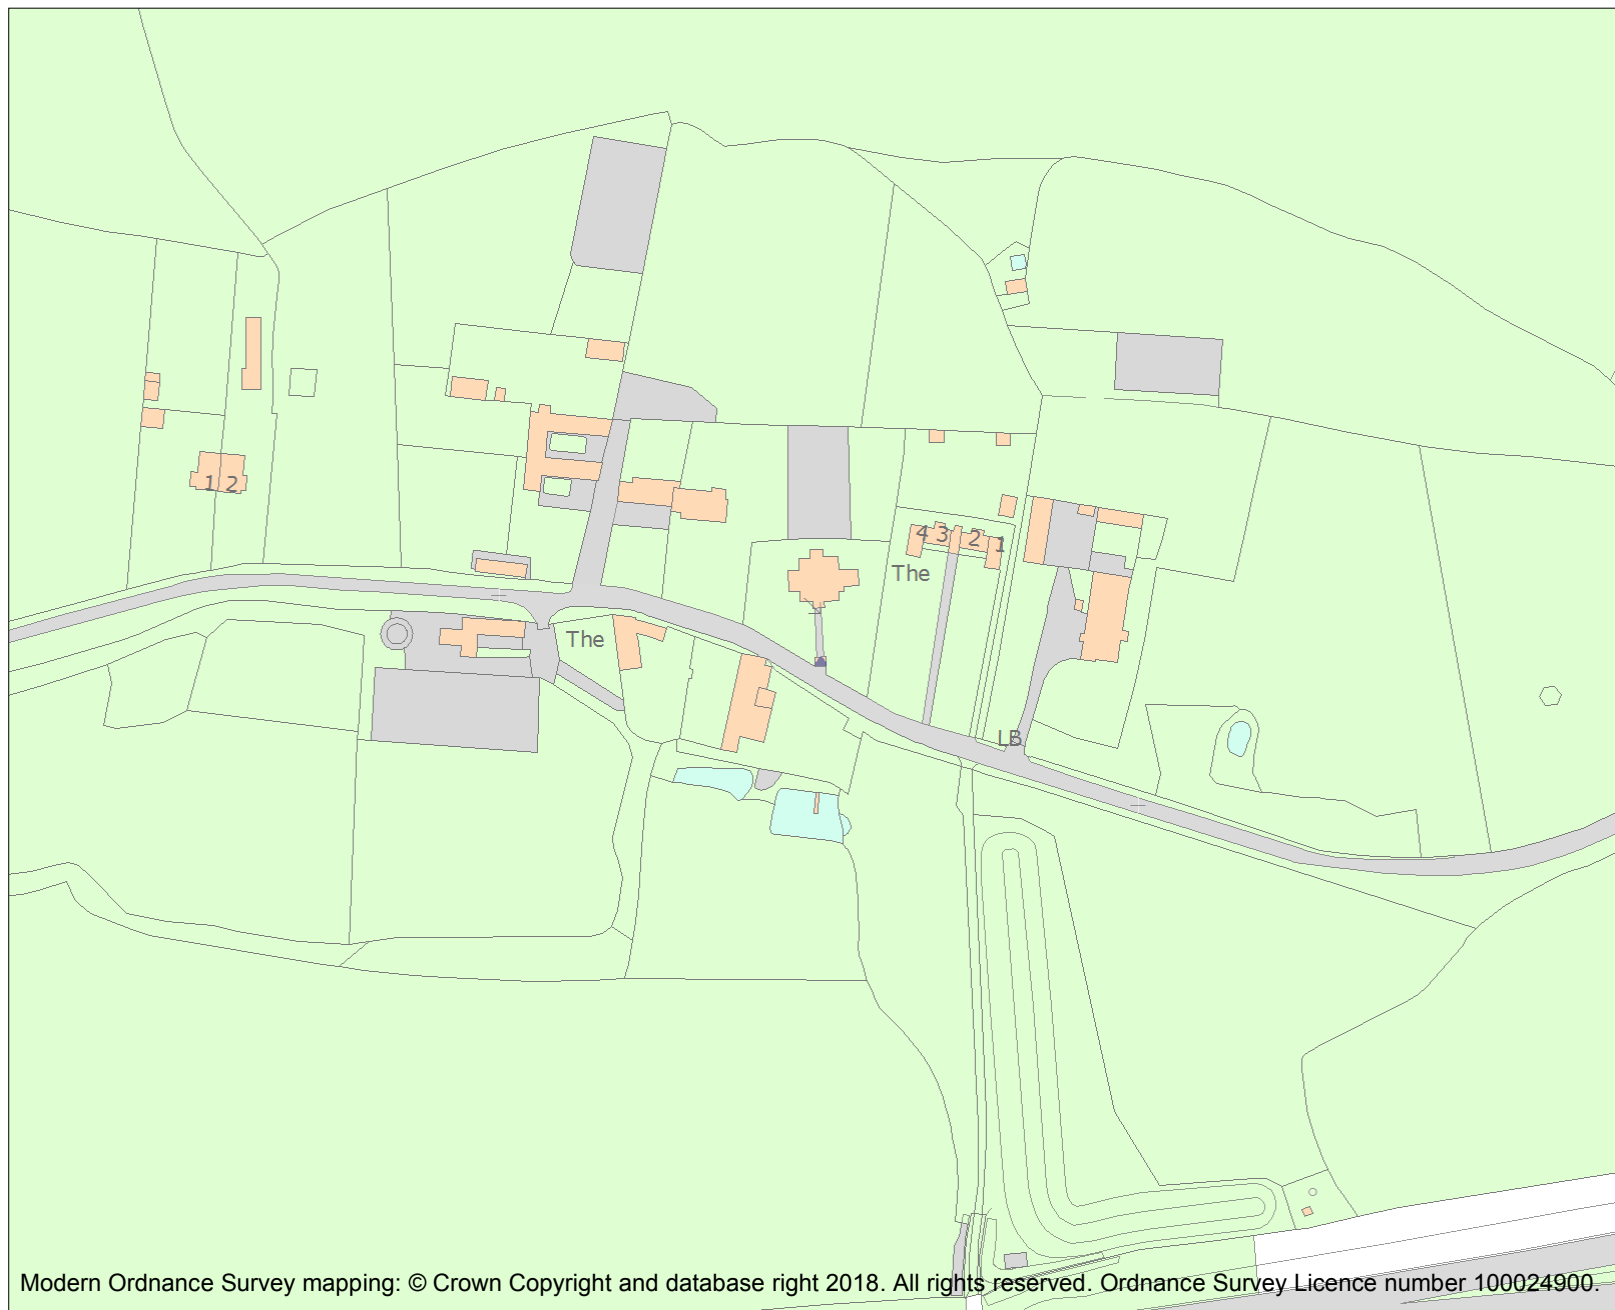 1 2
4 3 2 1
The
The
LB
Modern Ordnance Survey mapping: © Crown Copyright and database right 2018. All rights reserved. Ordnance Survey Licence number 100024900.